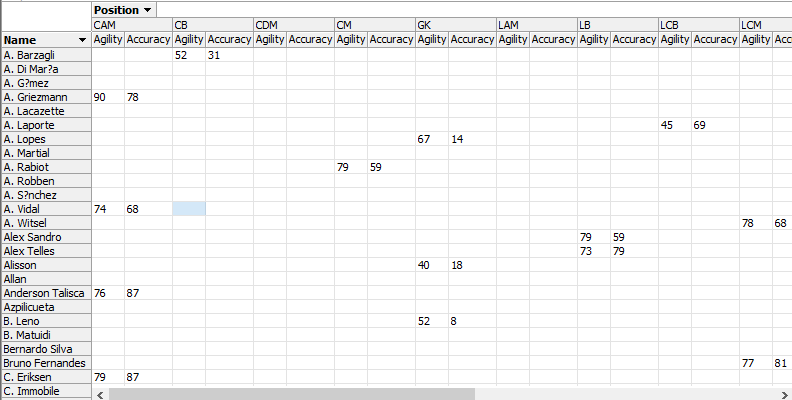 Position
CAM CB CDM CM GK LAM LB LCB LCM
Name Agility Accuracy Agility Accuracy Agility Accuracy Agility Accuracy Agility Accuracy Agility Accuracy Agility Accuracy Agility Accuracy Agility Acc
A. Barzagli 52 31
A. Di Mar?a
A. G?mez
A. Griezmann 90 78
A. Lacazette
A. Laporte 45 69
A. Lopes 67 14
A. Martial
A. Rabiot 79 59
A. Robben
A. S?nchez
A. Vidal 74 68
A. Witsel 78 68
Alex Sandro 79 59
Alex Telles 73 79
Alisson 40 18
Allan
Anderson Talisca 76 87
Azpilicueta
B. Leno 52 8
B. Matuidi
Bernardo Silva
Bruno Fernandes 77 81
C. Eriksen 79 87
C. Immobile